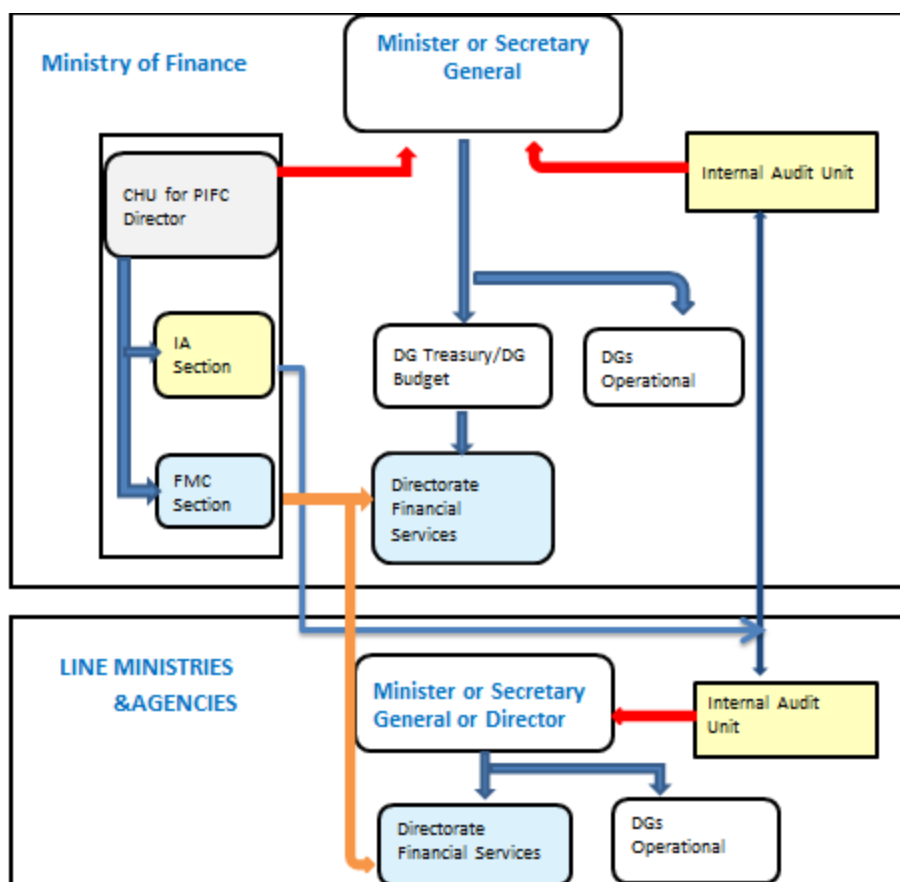 Ministry of Finance
Minister or Secretary
General
CHU for PIFC
Director
Internal Audit Unit
IA
Section
DG Treasury/DG
Budget
DGs
Operational
FMC
Section
Directorate
Financial
Services
LINE MINISTRIES
&AGENCIES
Minister or Secretary
General or Director
Internal Audit
Unit
Directorate
Financial Services
DGs
Operational